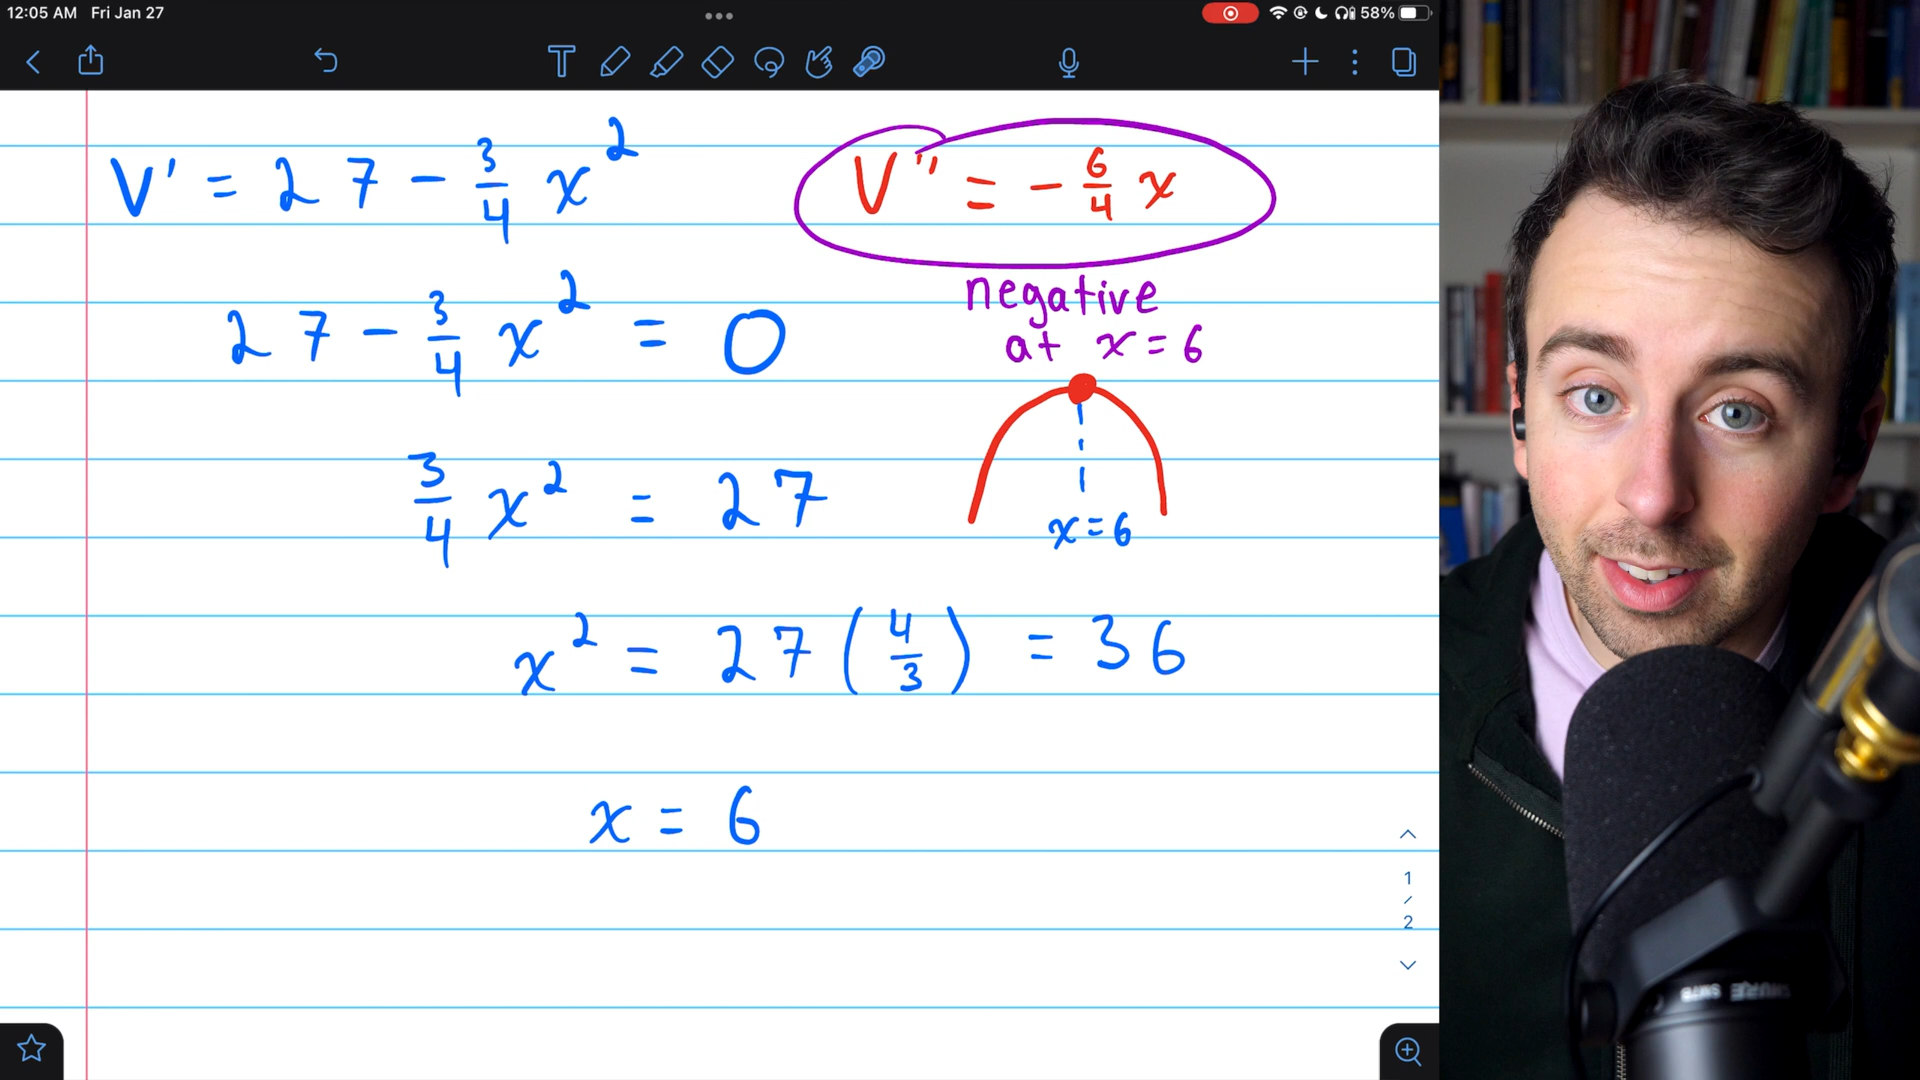 12:05 AM Fri Jan 27
58%
V' = 27 - 3/4 x²
V'' = - 6/4 x
27 - 3/4 x² = 0
negative
at x = 6
3/4 x² = 27
x = 6
x² = 27 (4/3) = 36
x = 6
1
/
2